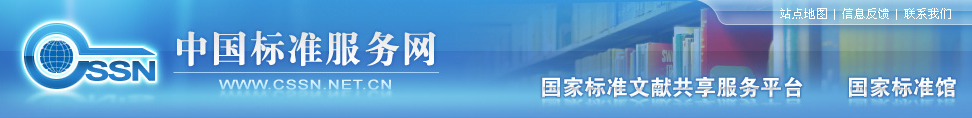 站点地图 | 信息反馈 | 联系我们
CSSN
中国标准服务网
WWW.CSSN.NET.CN
国家标准文献共享服务平台 国家标准馆